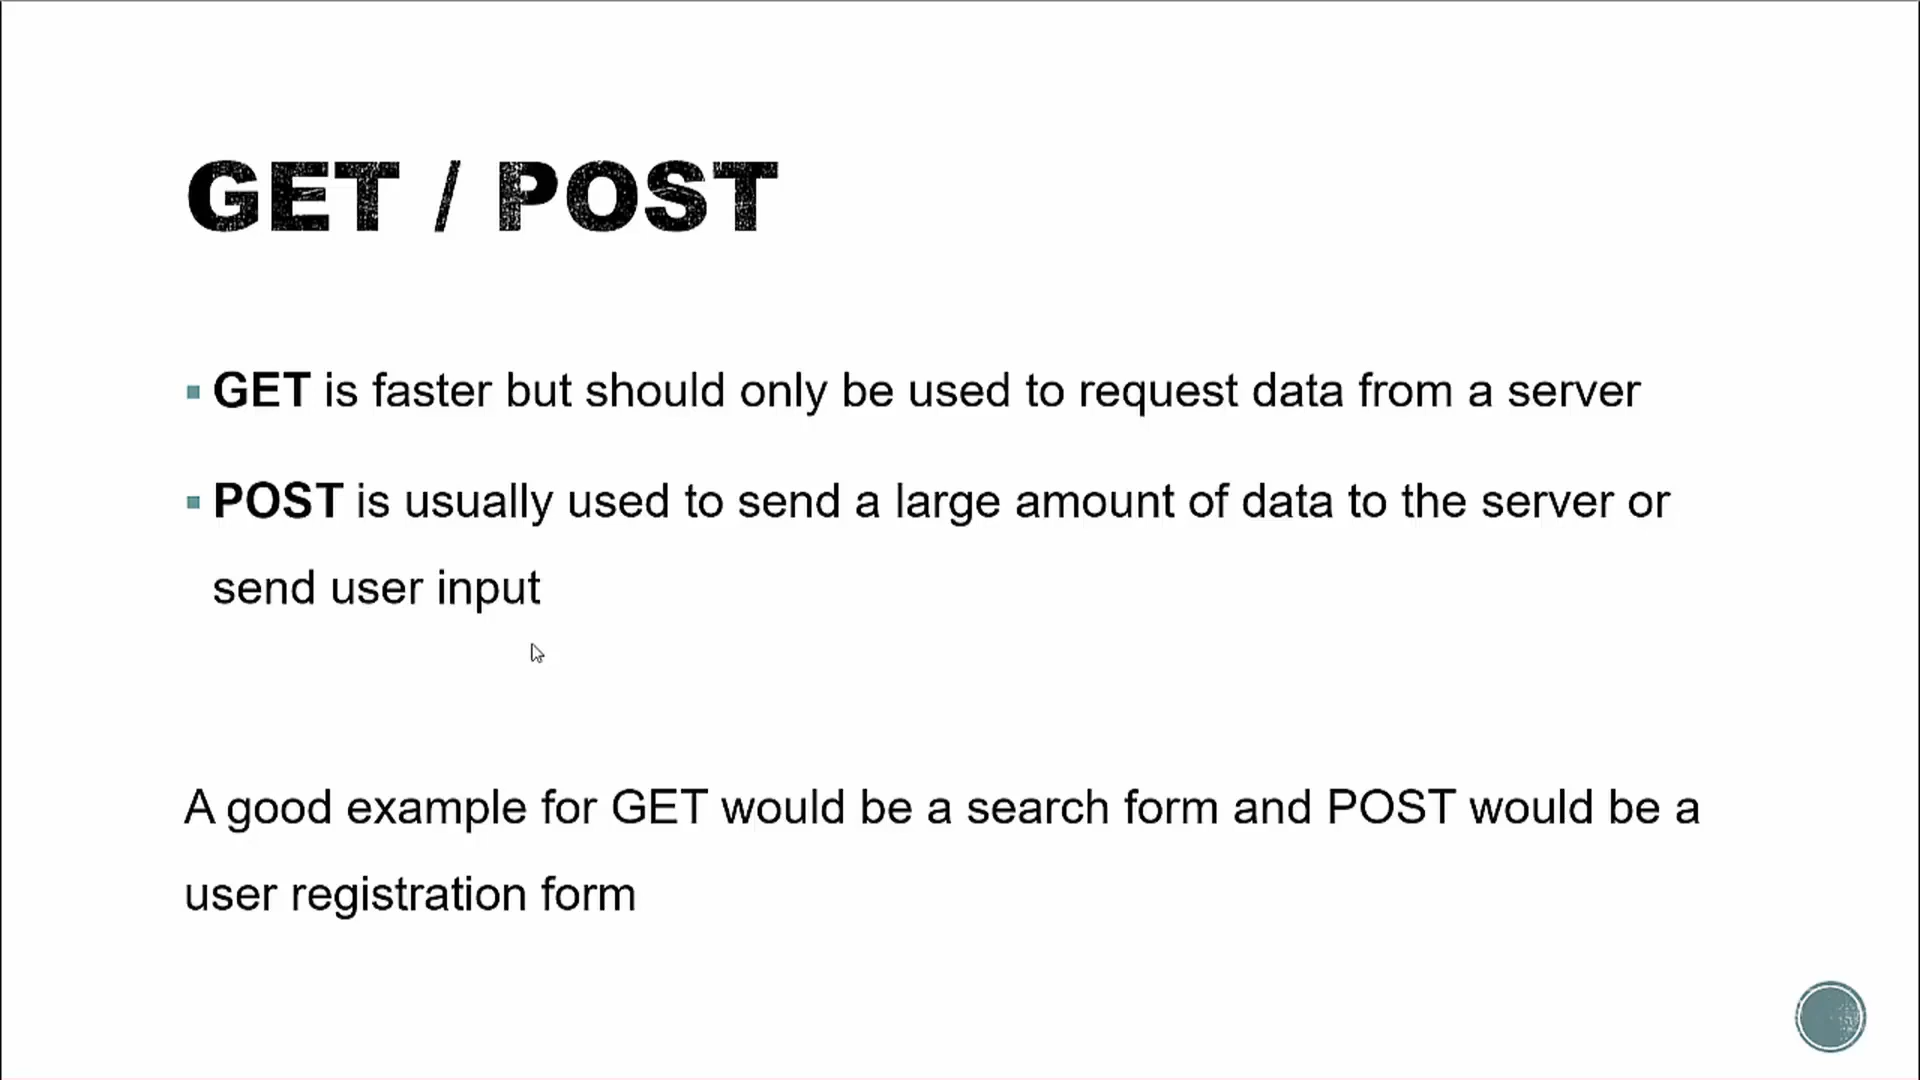 GET / POST
GET is faster but should only be used to request data from a server
POST is usually used to send a large amount of data to the server or
send user input
A good example for GET would be a search form and POST would be a
user registration form